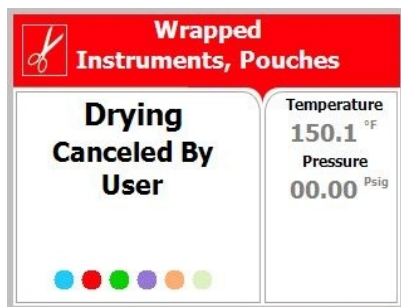 Wrapped
Instruments, Pouches
Drying
Canceled By
User
Temperature
150.1 °F
Pressure
00.00 Psig